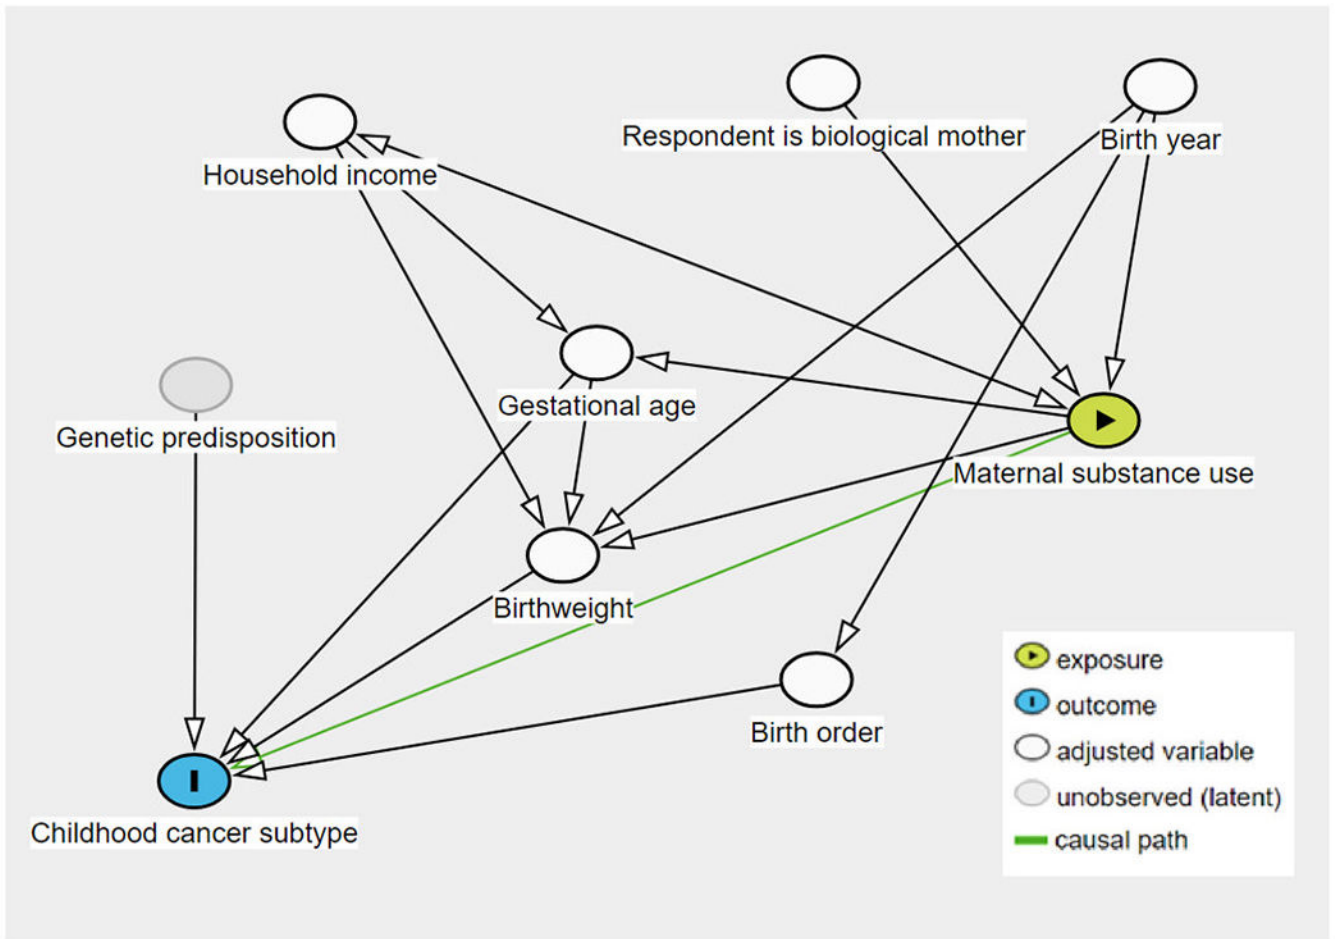 Respondent is biological mother
Birth year
Household income
Gestational age
Genetic predisposition
Maternal substance use
Birthweight
Birth order
Childhood cancer subtype
exposure
outcome
adjusted variable
unobserved (latent)
causal path